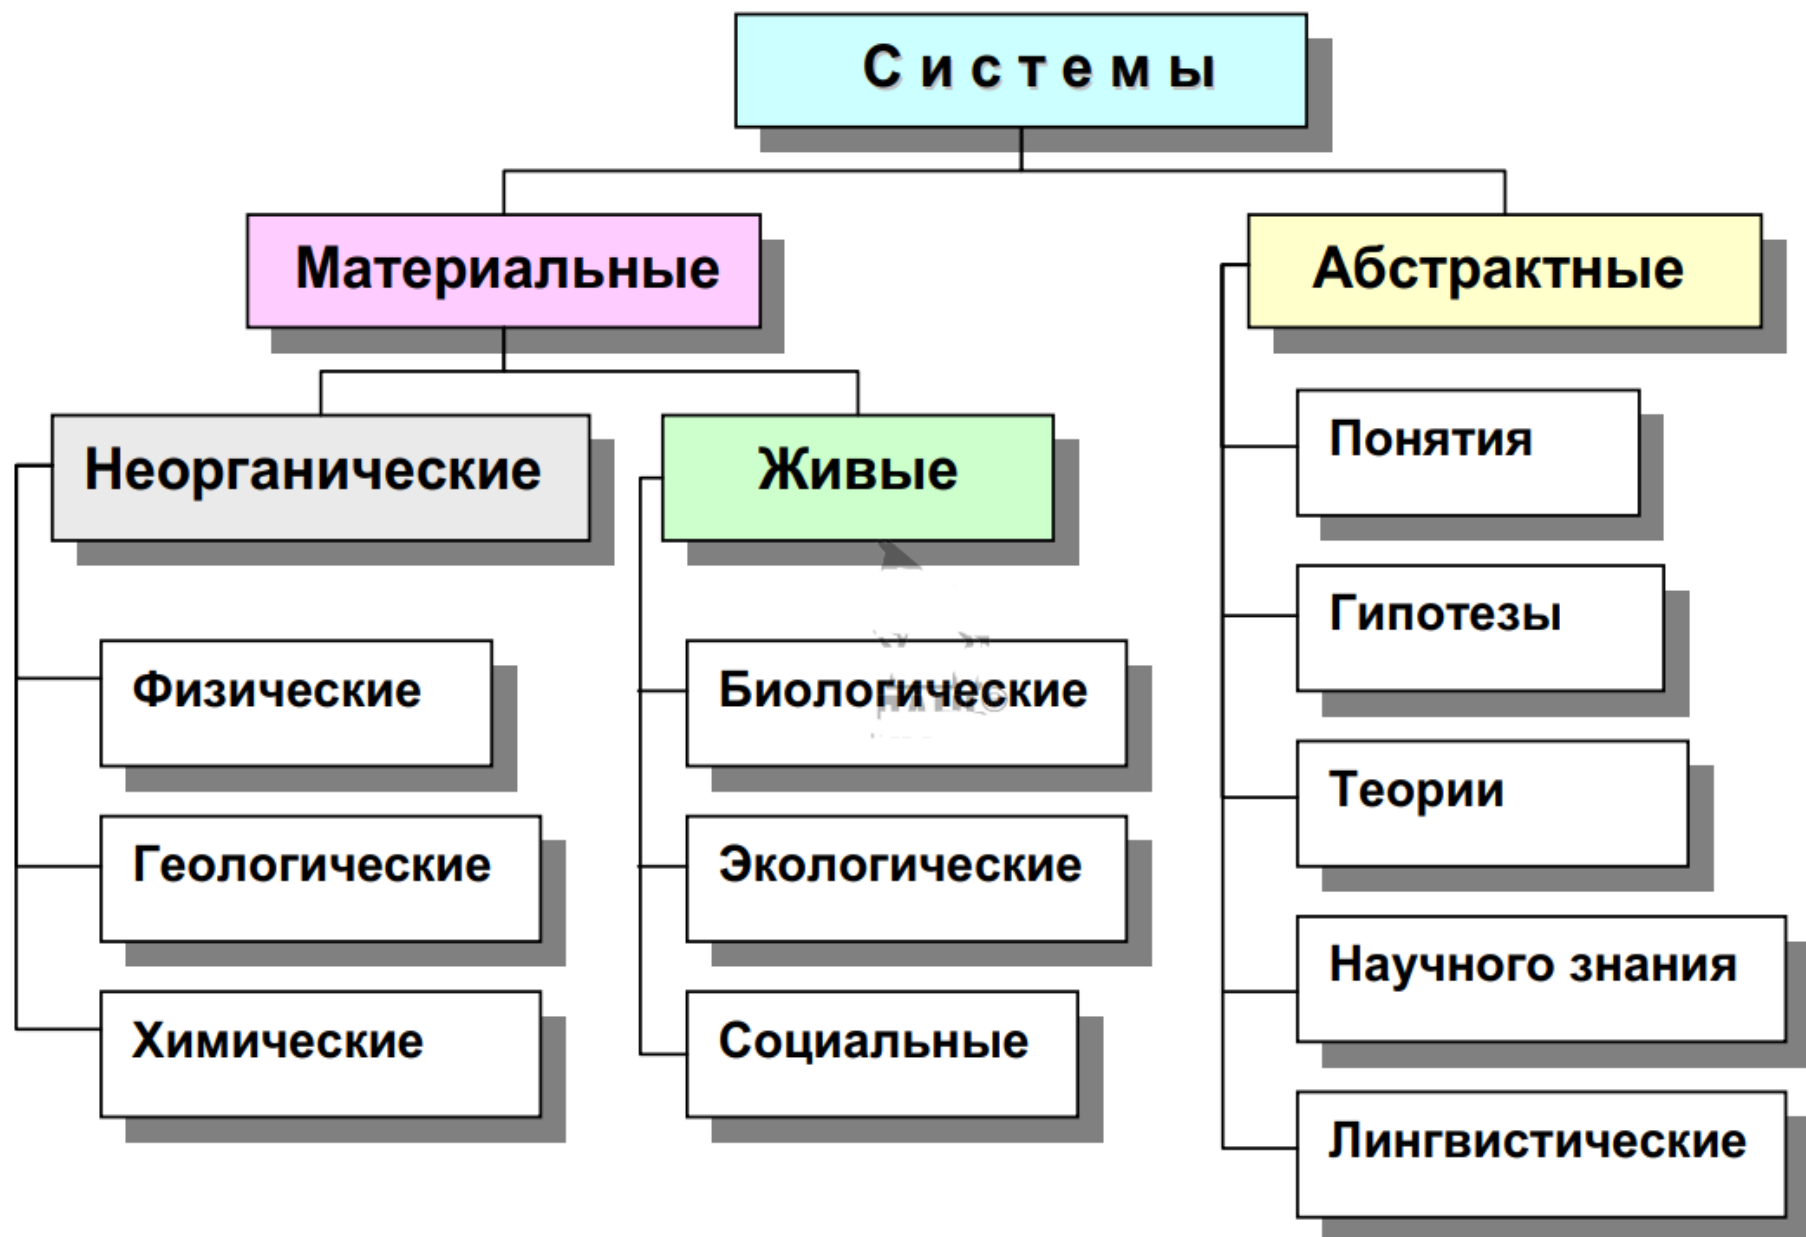 Системы
Материальные
Абстрактные
Неорганические
Живые
Понятия
Гипотезы
Физические
Биологические
Теории
Геологические
Экологические
Научного знания
Химические
Социальные
Лингвистические